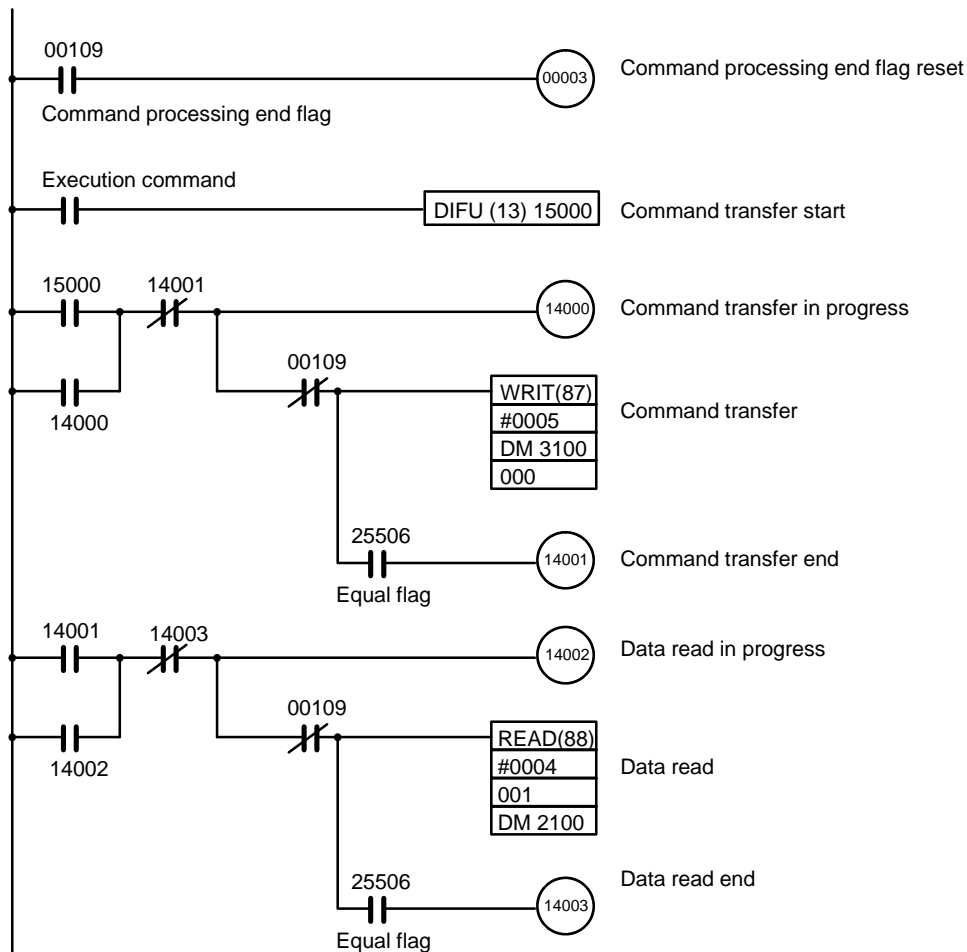 00109
00003
Command processing end flag reset
Command processing end flag
Execution command
DIFU (13) 15000
Command transfer start
15000
14001
14000
Command transfer in progress
00109
14000
WRIT(87)
#0005
DM 3100
000
Command transfer
25506
14001
Command transfer end
Equal flag
14001
14003
14002
Data read in progress
00109
14002
READ(88)
#0004
001
DM 2100
Data read
25506
14003
Data read end
Equal flag